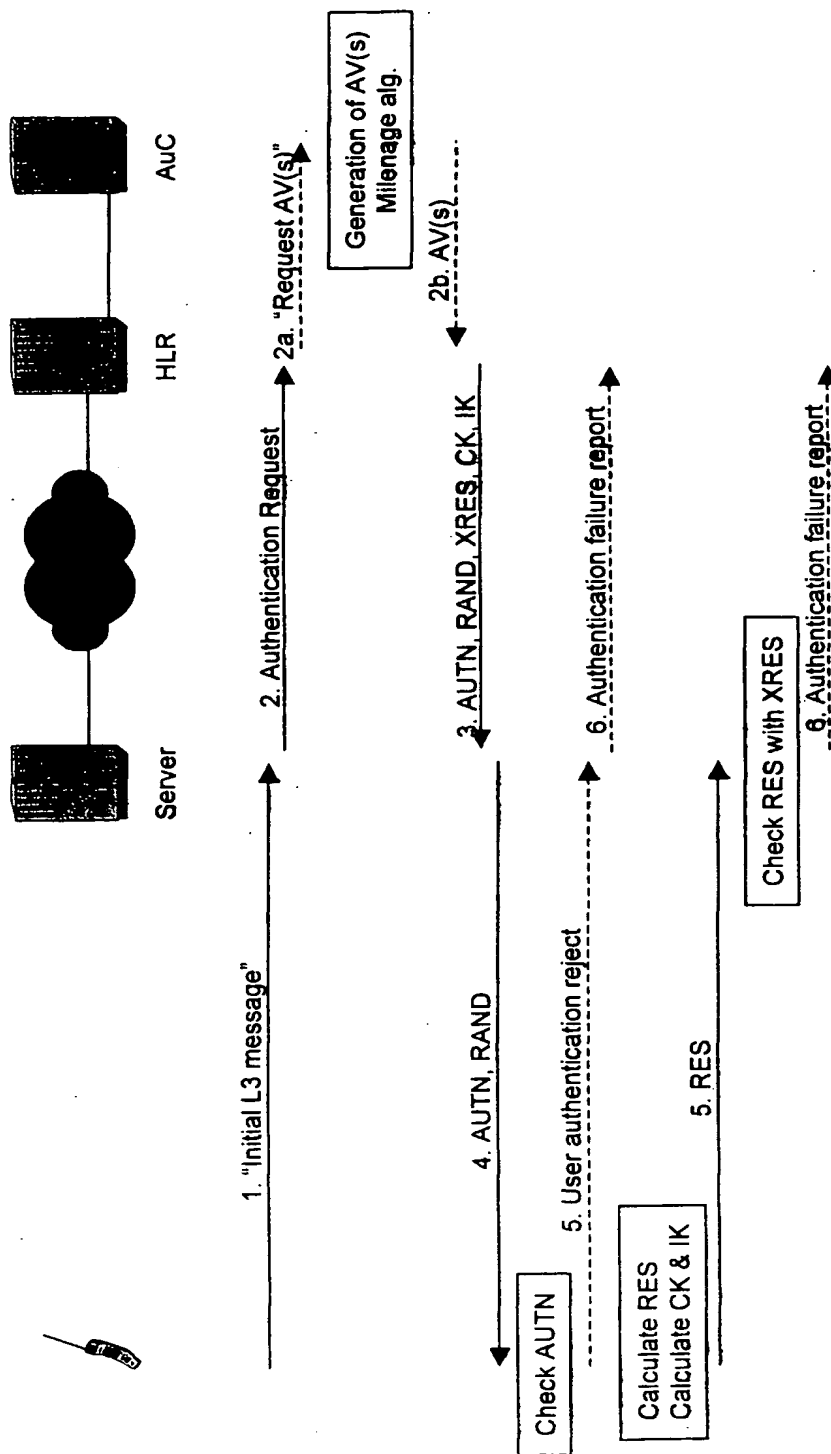 Server
HLR
AuC
1. "Initial L3 message"
2. Authentication Request
2a. "Request AV(s)"
Generation of AV(s)
Milenage alg.
2b. AV(s)
3. AUTN, RAND, XRES, CK, IK
4. AUTN, RAND
Check AUTN
5. User authentication reject
6. Authentication failure report
Calculate RES
Calculate CK & IK
5. RES
Check RES with XRES
6. Authentication failure report